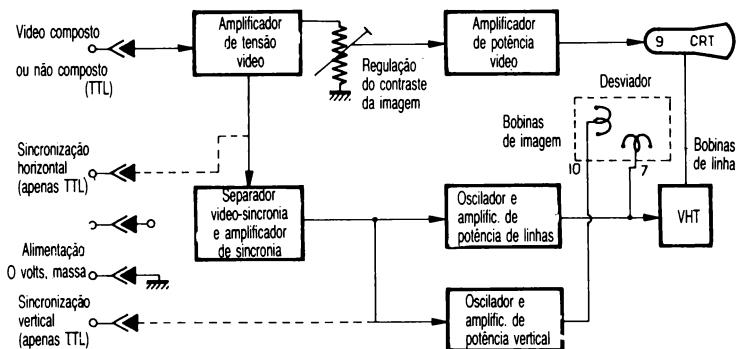 Video composto
ou não composto
(TTL)
Amplificador
de tensão
video
Regulação
do contraste
da imagem
Amplificador
de potência
video
9 CRT
Desviador
Bobinas
de imagem
10
7
Bobinas
de linha
Sincronização
horizontal
(apenas TTL)
Separador
video-sincronia
e amplificador
de sincronia
Oscilador e
amplific. de
potência de linhas
VHT
Alimentação
O volts, massa
Sincronização
vertical
(apenas TTL)
Oscilador e
amplific. de
potência vertical